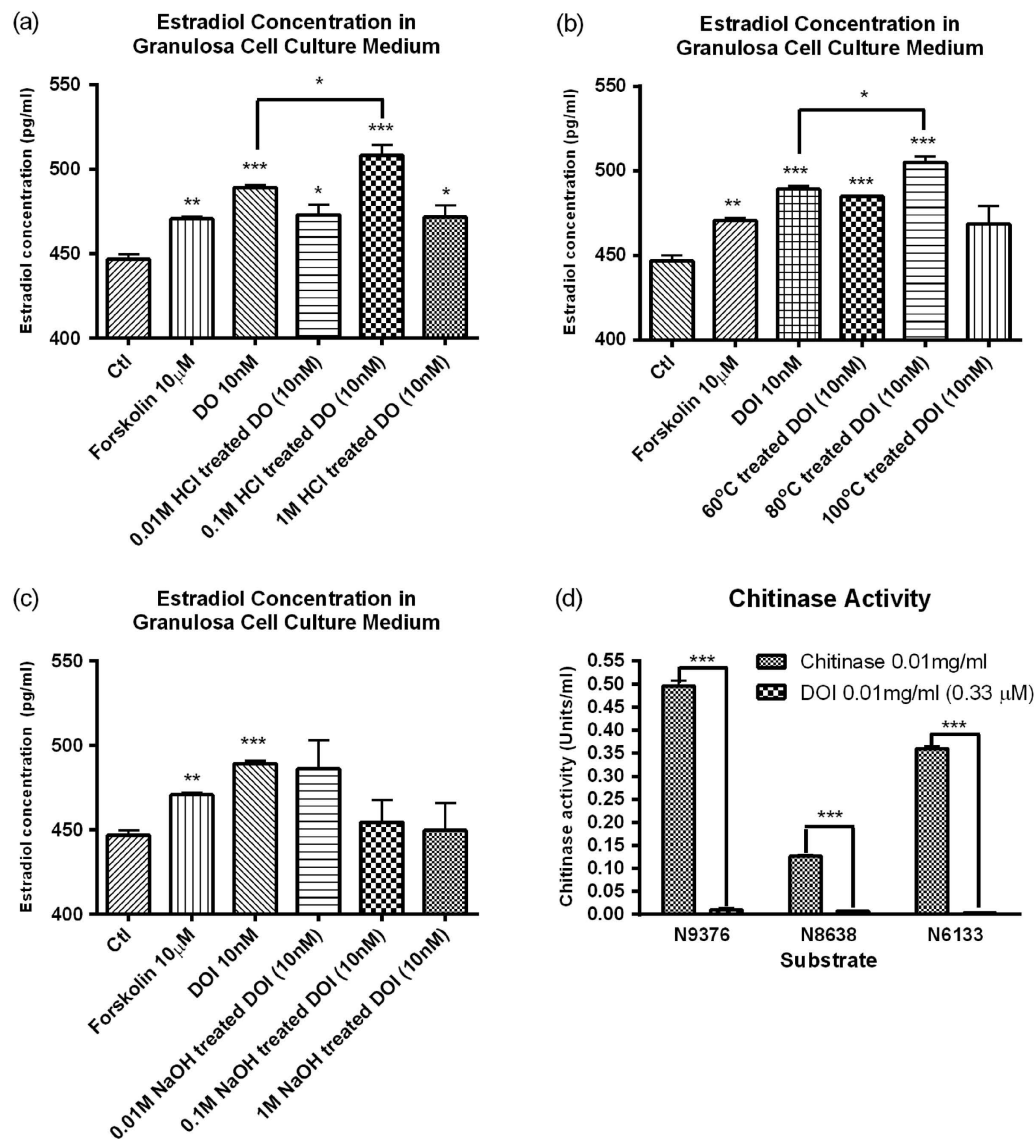 (a)
Estradiol Concentration in
Granulosa Cell Culture Medium
Estradiol concentration (pg/ml)
550
500
450
400
*
**
***
*
***
*
Ctl
Forskolin 10µM
DO 10nM
0.01M HCl treated DO (10nM)
0.1M HCl treated DO (10nM)
1M HCl treated DO (10nM)
(b)
Estradiol Concentration in
Granulosa Cell Culture Medium
Estradiol concentration (pg/ml)
550
500
450
400
*
**
***
***
***
Ctl
Forskolin 10µM
DOI 10nM
60°C treated DOI (10nM)
80°C treated DOI (10nM)
100°C treated DOI (10nM)
(c)
Estradiol Concentration in
Granulosa Cell Culture Medium
Estradiol concentration (pg/ml)
550
500
450
400
**
***
Ctl
Forskolin 10µM
DOI 10nM
0.01M NaOH treated DOI (10nM)
0.1M NaOH treated DOI (10nM)
1M NaOH treated DOI (10nM)
(d)
Chitinase Activity
Chitinase activity (Units/ml)
0.55
0.50
0.45
0.40
0.35
0.30
0.25
0.20
0.15
0.10
0.05
0.00
***
***
***
Chitinase 0.01mg/ml
DOI 0.01mg/ml (0.33 µM)
N9376
N8638
N6133
Substrate